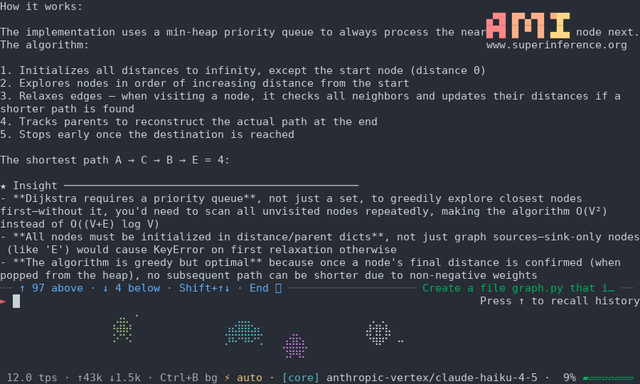 How it works:
AMI
The implementation uses a min-heap priority queue to always process the near node next.
The algorithm:
www.superinference.org
1. Initializes all distances to infinity, except the start node (distance 0)
2. Explores nodes in order of increasing distance from the start
3. Relaxes edges — when visiting a node, it checks all neighbors and updates their distances if a
shorter path is found
4. Tracks parents to reconstruct the actual path at the end
5. Stops early once the destination is reached
The shortest path A → C → B → E = 4:
★ Insight ─────────────────────────────────────────────
- **Dijkstra requires a priority queue**, not just a set, to greedily explore closest nodes
first—without it, you'd need to scan all unvisited nodes repeatedly, making the algorithm O(V²)
instead of O((V+E) log V)
- **All nodes must be initialized in distance/parent dicts**, not just graph sources—sink-only nodes
(like 'E') would cause KeyError on first relaxation otherwise
- **The algorithm is greedy but optimal** because once a node's final distance is confirmed (when
popped from the heap), no subsequent path can be shorter due to non-negative weights
── ↑ 97 above · ↓ 4 below · Shift+↑↓ · End ── Create a file graph.py that i… ──
Press ↑ to recall history
12.0 tps · ↑43k ↓1.5k · Ctrl+B bg ⚡ auto · [core] anthropic-vertex/claude-haiku-4-5 · 9%